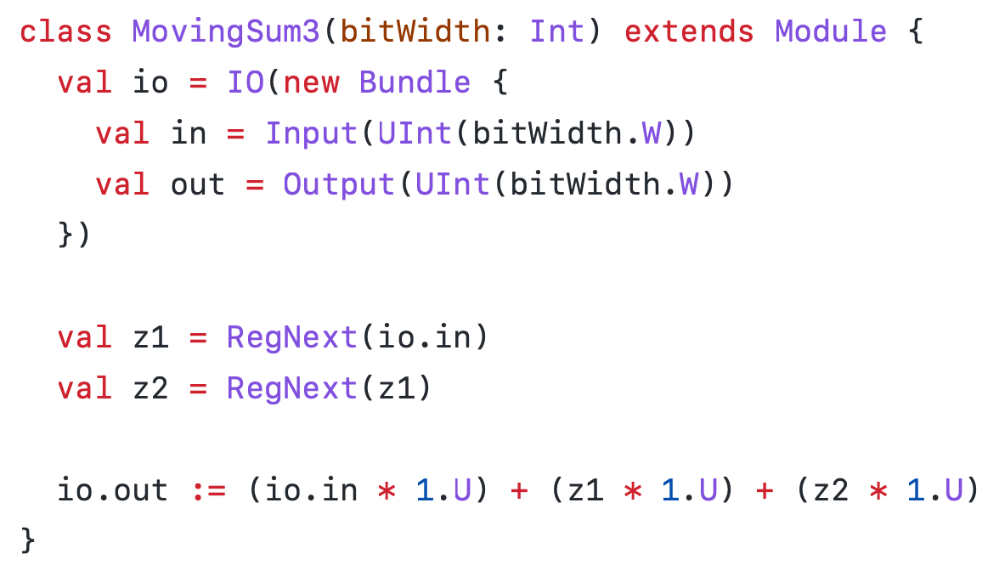 class MovingSum3(bitWidth: Int) extends Module {
  val io = IO(new Bundle {
    val in = Input(UInt(bitWidth.W))
    val out = Output(UInt(bitWidth.W))
  })

  val z1 = RegNext(io.in)
  val z2 = RegNext(z1)

  io.out := (io.in * 1.U) + (z1 * 1.U) + (z2 * 1.U)
}